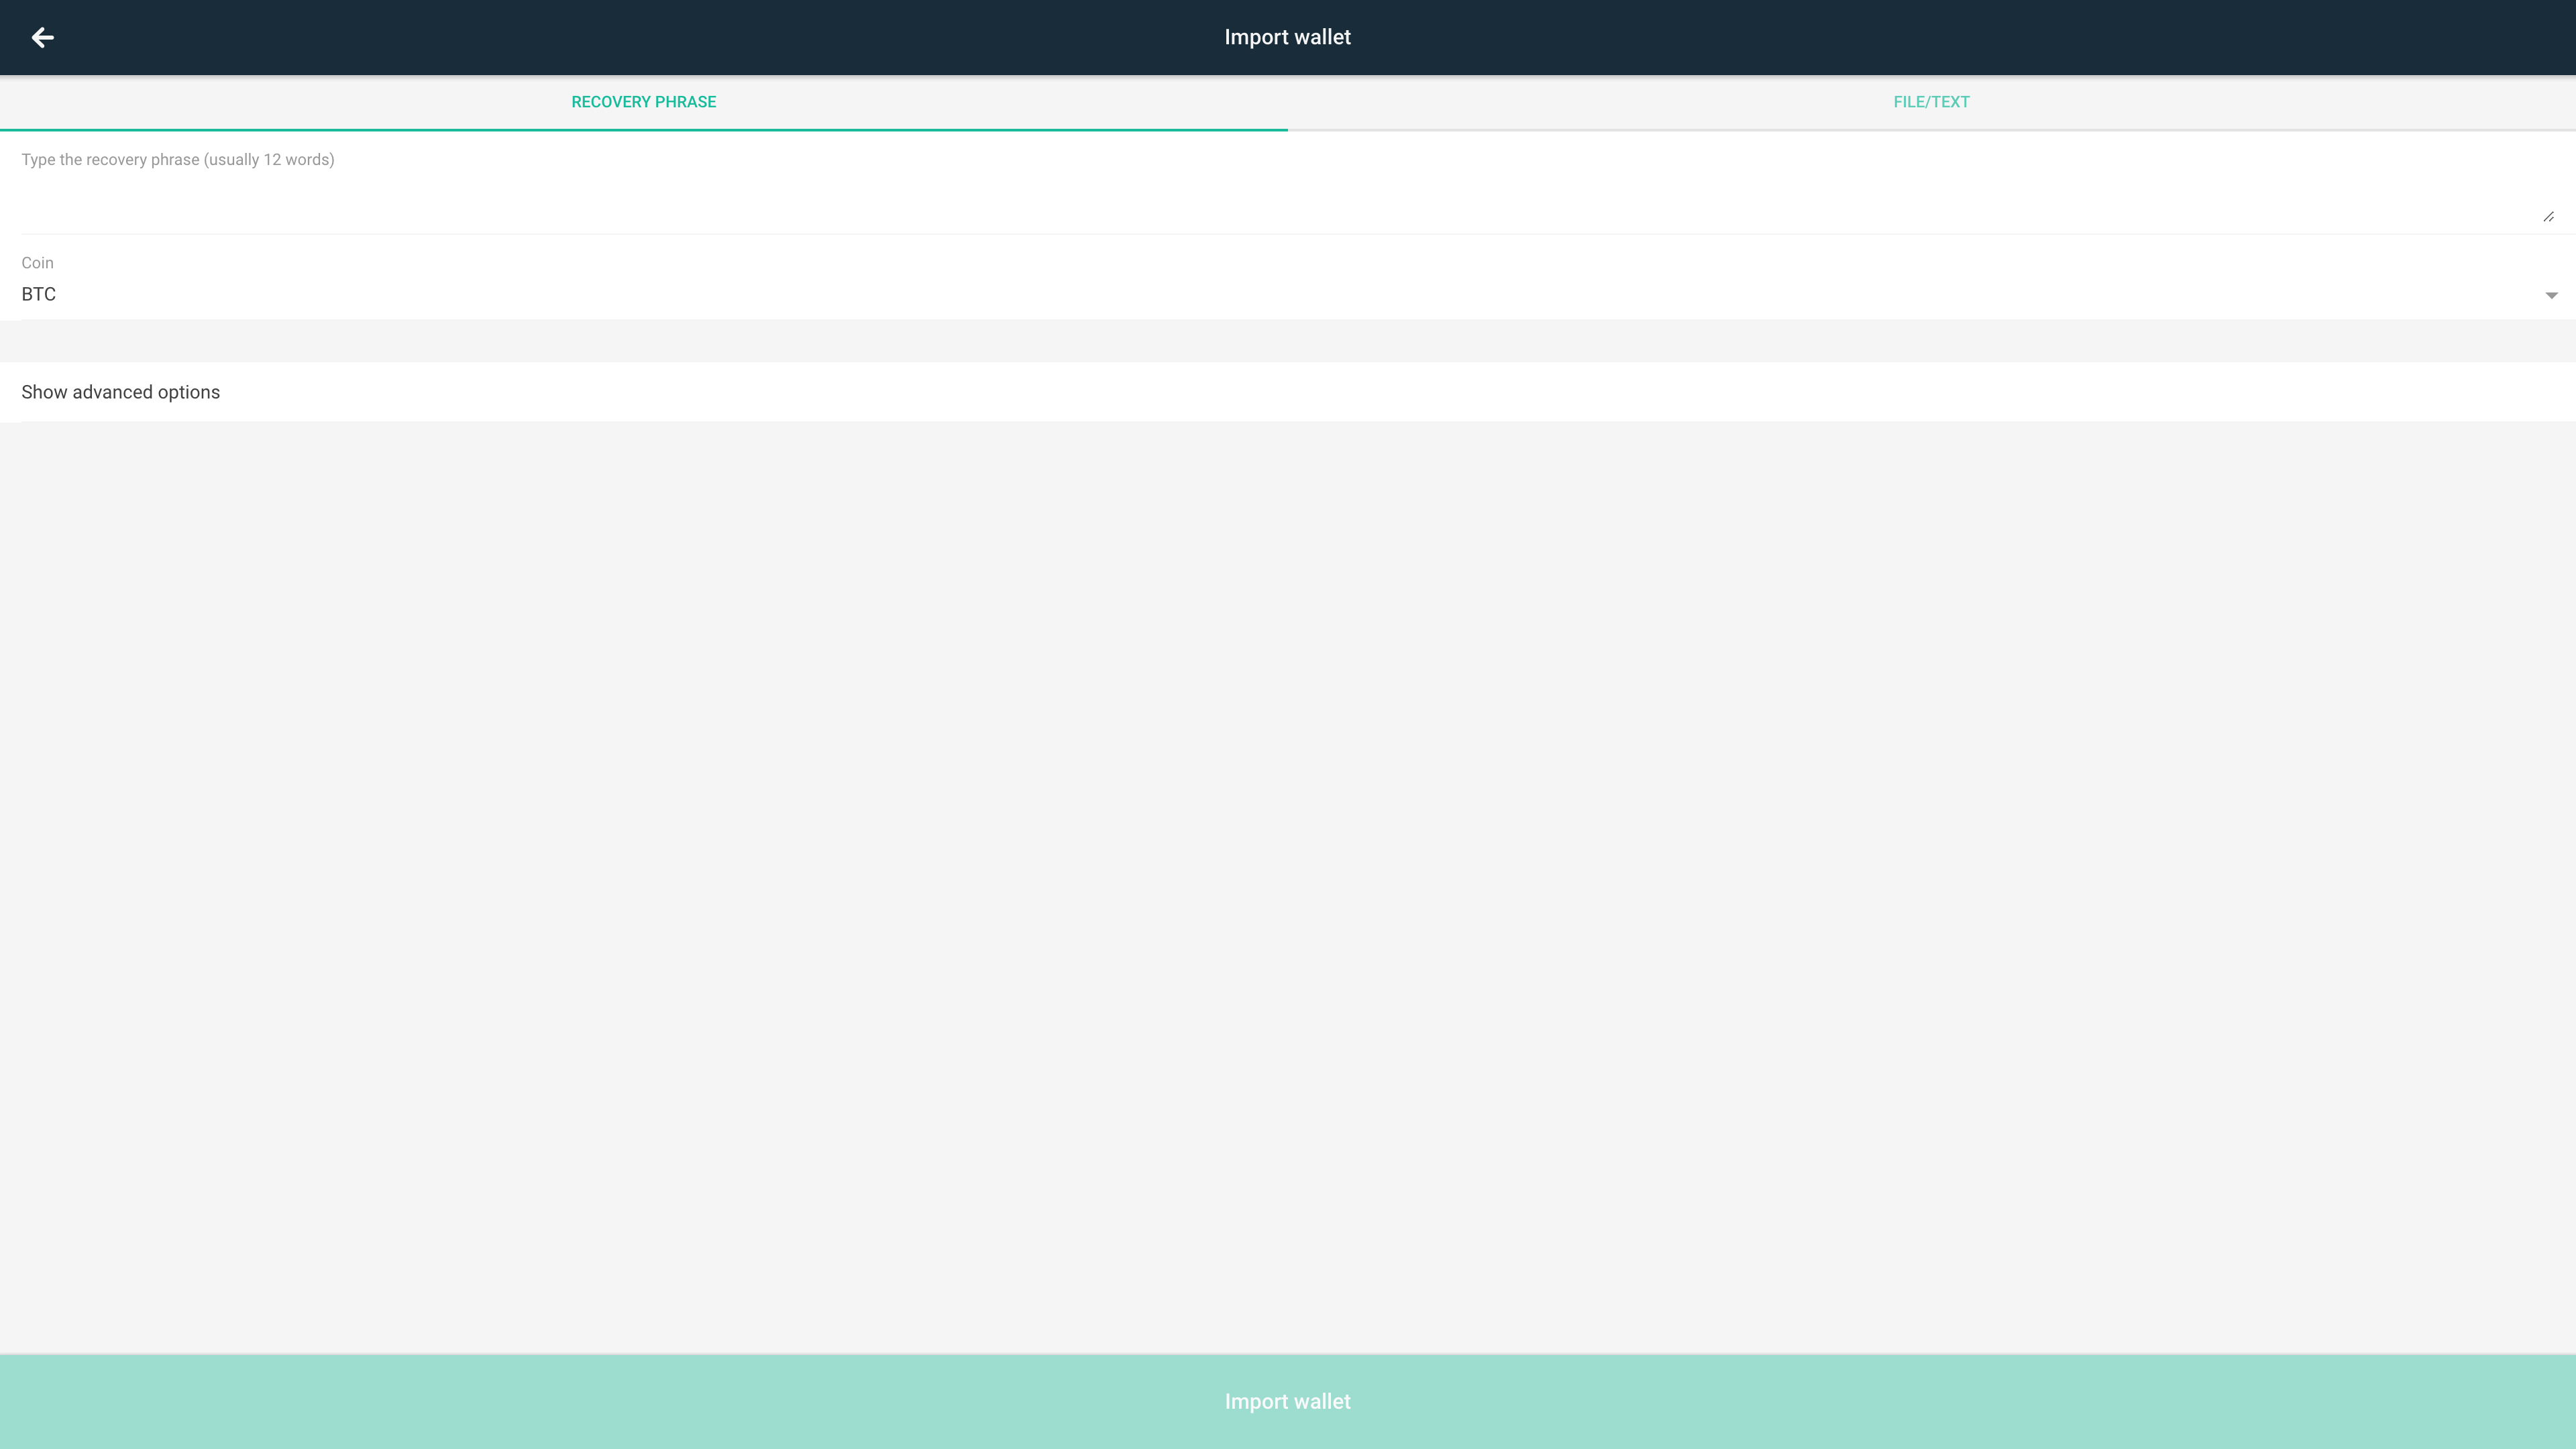 Import wallet
RECOVERY PHRASE
FILE/TEXT
Type the recovery phrase (usually 12 words)
Coin
BTC
Show advanced options
Import wallet